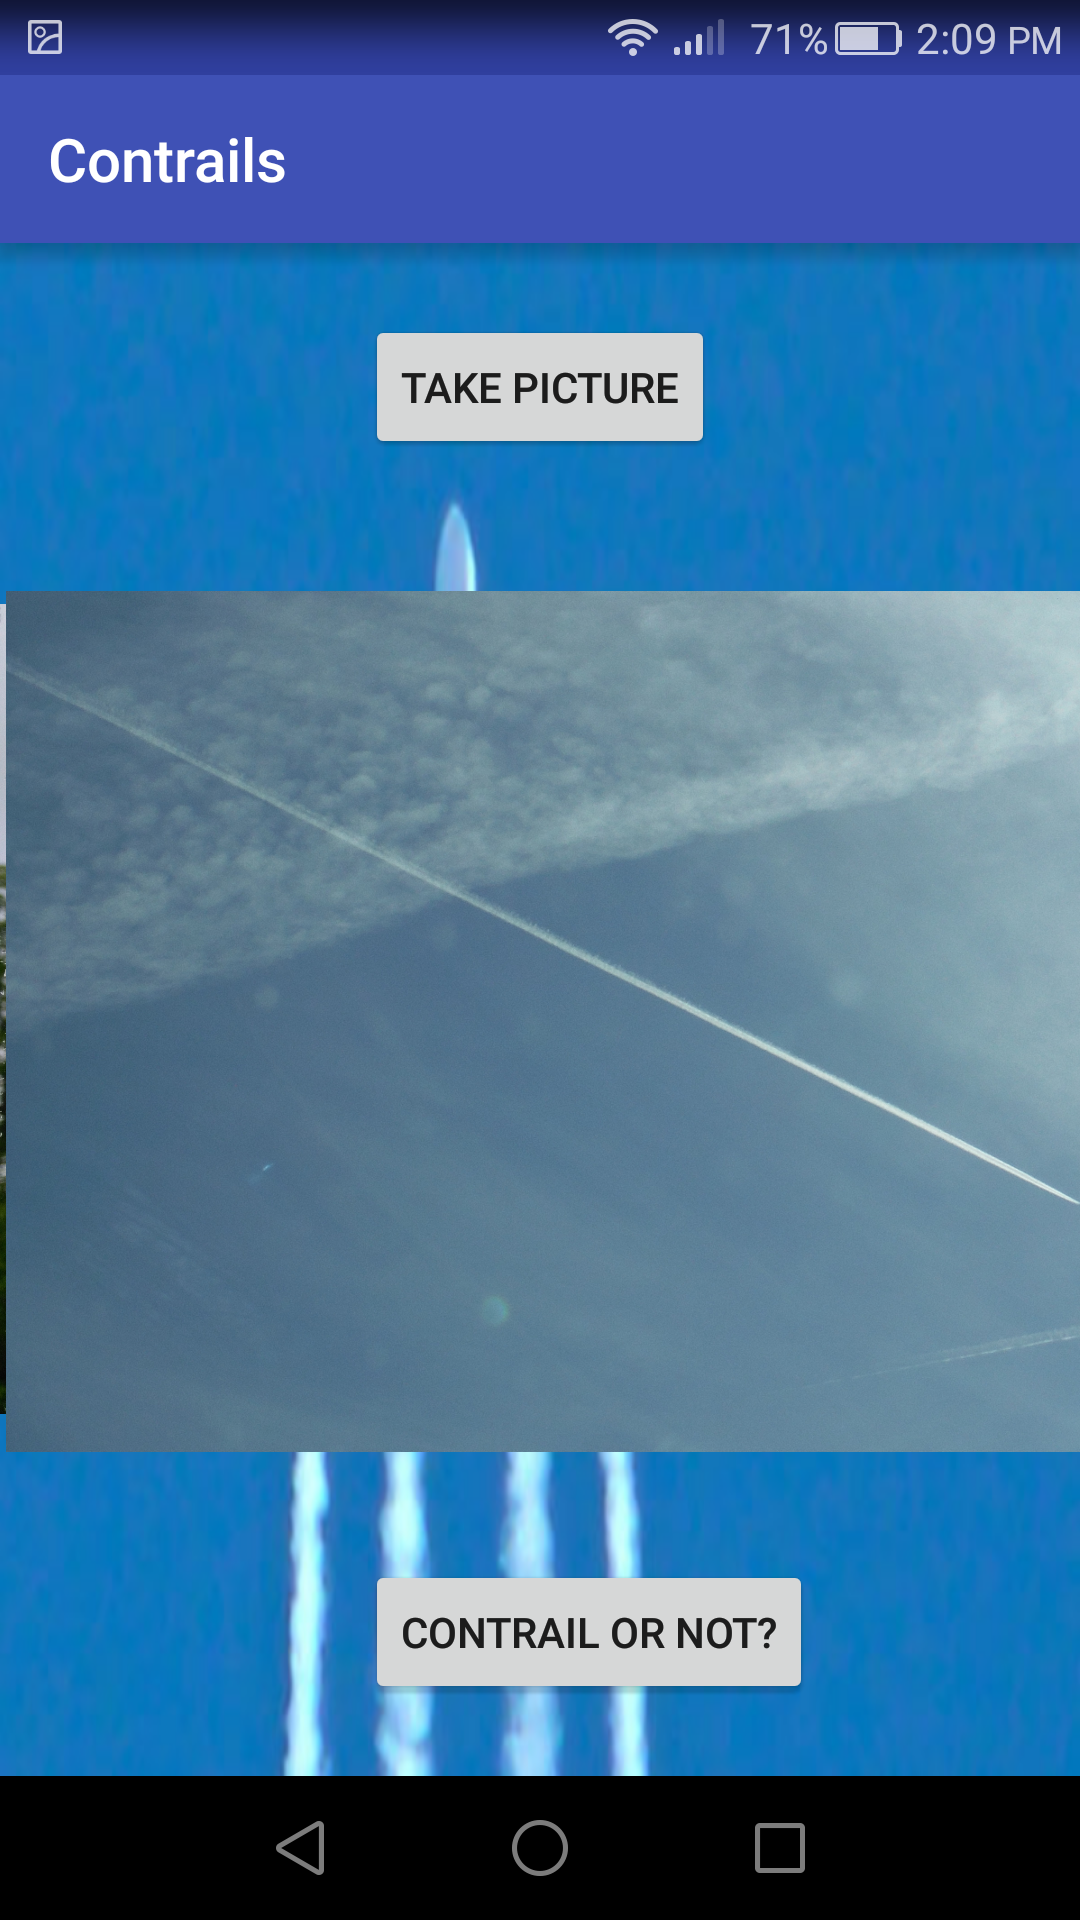 71% 2:09 PM
Contrails
TAKE PICTURE
CONTRAIL OR NOT?